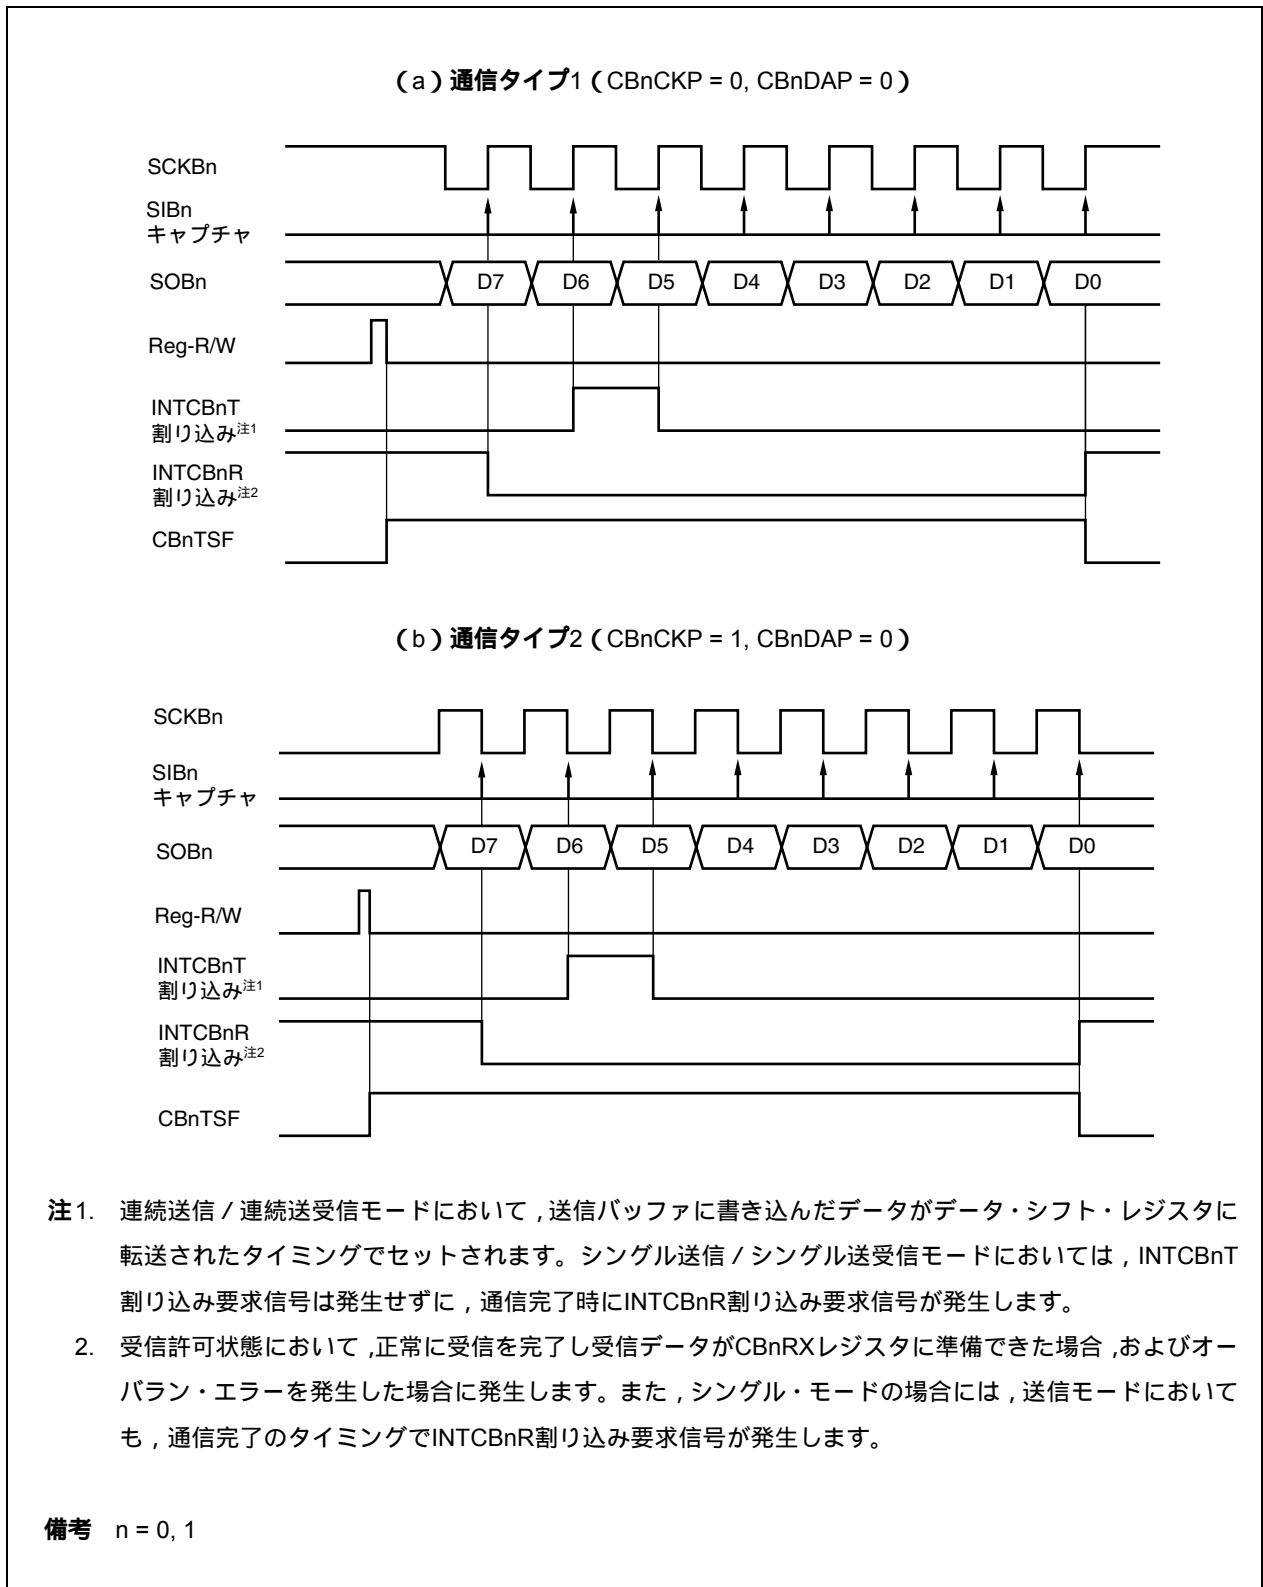 （a）通信タイプ1（CBnCKP = 0, CBnDAP = 0）
SCKBn
SIBn
キャプチャ
SOBn
D7 D6 D5 D4 D3 D2 D1 D0
Reg-R/W
INTCBnT
割り込み注1
INTCBnR
割り込み注2
CBnTSF
（b）通信タイプ2（CBnCKP = 1, CBnDAP = 0）
SCKBn
SIBn
キャプチャ
SOBn
D7 D6 D5 D4 D3 D2 D1 D0
Reg-R/W
INTCBnT
割り込み注1
INTCBnR
割り込み注2
CBnTSF
注1. 連続送信／連続送受信モードにおいて，送信バッファに書き込んだデータがデータ・シフト・レジスタに
転送されたタイミングでセットされます。シングル送信／シングル送受信モードにおいては，INTCBnT
割り込み要求信号は発生せずに，通信完了時にINTCBnR割り込み要求信号が発生します。
2. 受信許可状態において，正常に受信を完了し受信データがCBnRXレジスタに準備できた場合，およびオー
バラン・エラーを発生した場合に発生します。また，シングル・モードの場合には，送信モードにおいて
も，通信完了のタイミングでINTCBnR割り込み要求信号が発生します。
備考 n = 0, 1